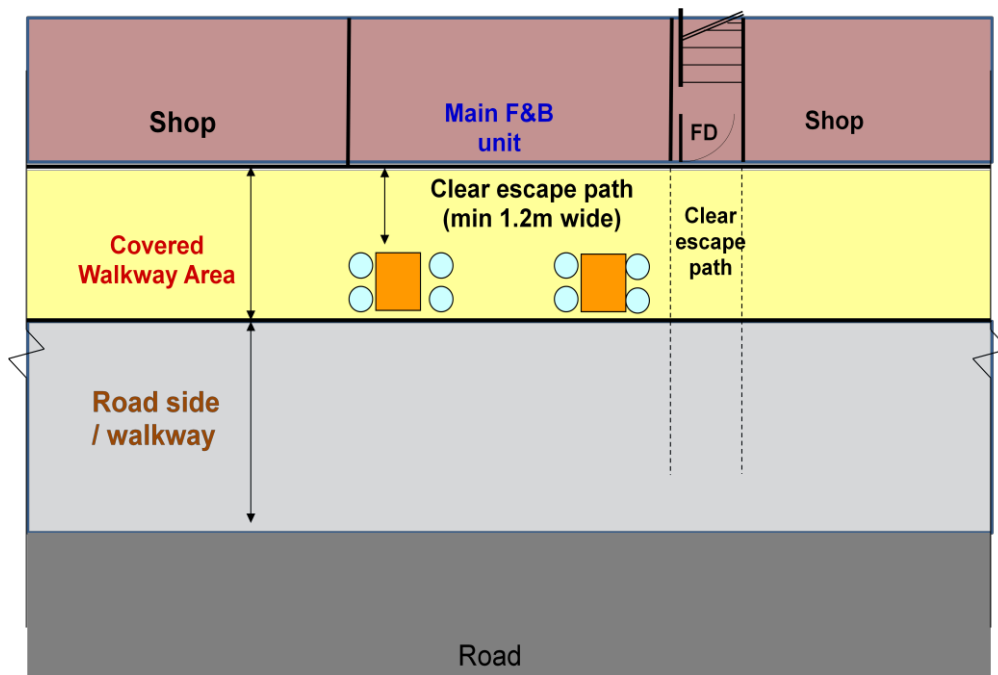 Shop
Main F&B
unit
FD
Shop
Clear escape path
(min 1.2m wide)
Clear
escape
path
Covered
Walkway Area
Road side
/ walkway
Road